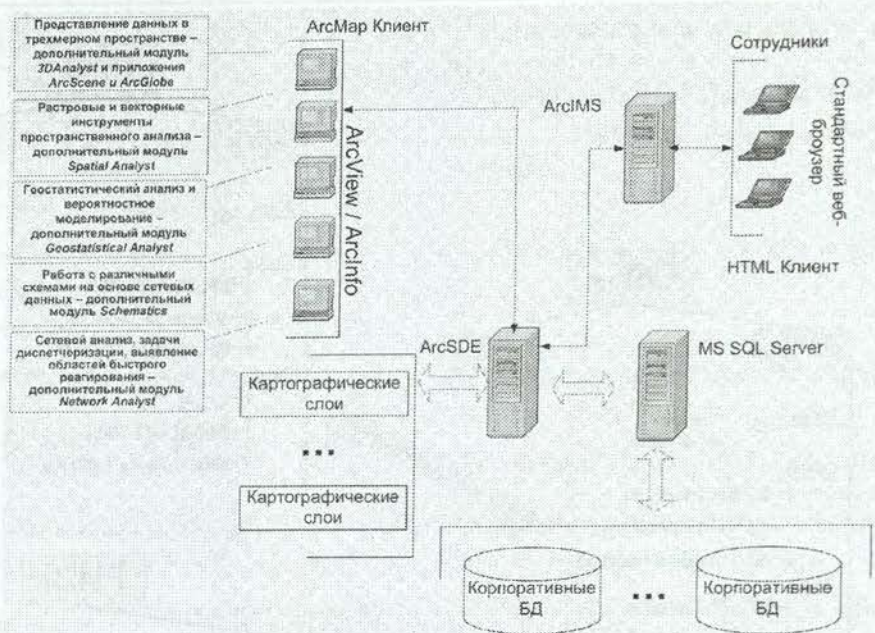 Представление данных в
трехмерном пространстве –
дополнительный модуль
3DAnalyst и приложения
ArcScene и ArcGlobe
Растровые и векторные
инструменты
пространственного анализа –
дополнительный модуль
Spatial Analyst
Геостатистический анализ и
вероятностное
моделирование –
дополнительный модуль
Geostatistical Analyst
Работа с различными
схемами на основе сетевых
данных – дополнительный
модуль Schematics
Сетевой анализ, задачи
диспетчеризации, выявление
областей быстрого
реагирования –
дополнительный модуль
Network Analyst
ArcMap Клиент
ArcView / ArcInfo
ArcIMS
Сотрудники
Стандартный веб-
браузер
HTML Клиент
ArcSDE
MS SQL Server
Картографические
слои
...
Картографические
слои
Корпоративные
БД
...
Корпоративные
БД